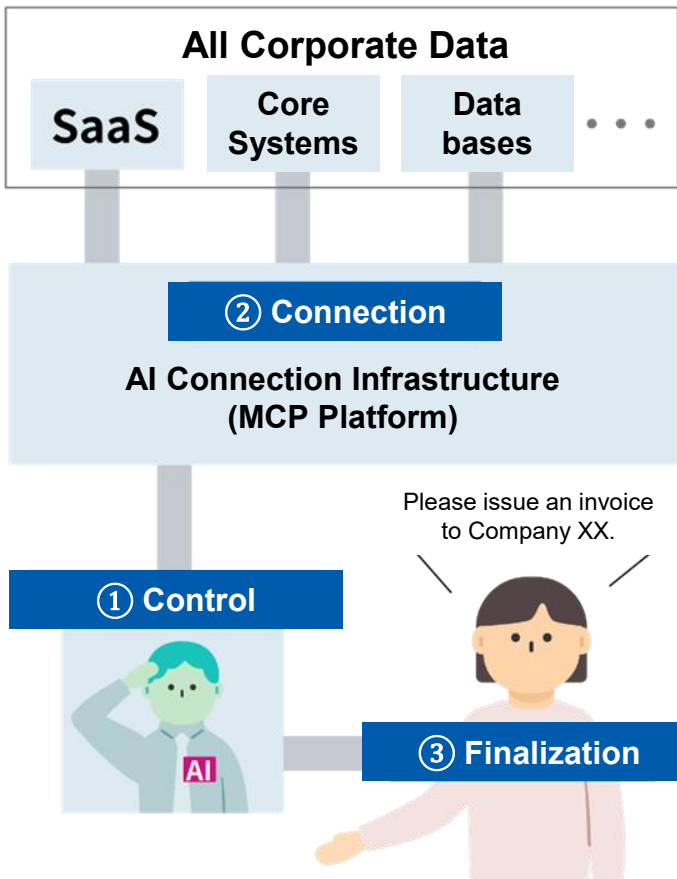 All Corporate Data
SaaS
Core
Systems
Data
bases
② Connection
AI Connection Infrastructure
(MCP Platform)
Please issue an invoice
to Company XX.
① Control
AI
③ Finalization